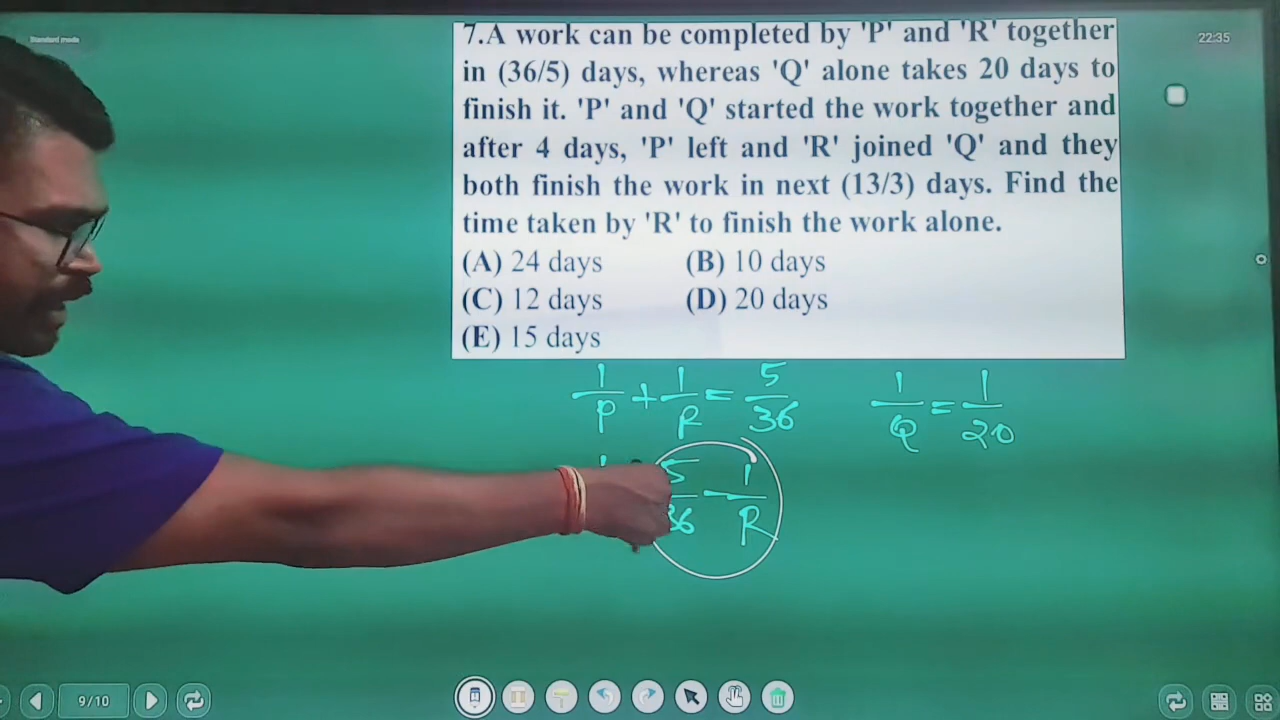 Standard mode
22:35
7.A work can be completed by 'P' and 'R' together
in (36/5) days, whereas 'Q' alone takes 20 days to
finish it. 'P' and 'Q' started the work together and
after 4 days, 'P' left and 'R' joined 'Q' and they
both finish the work in next (13/3) days. Find the
time taken by 'R' to finish the work alone.
(A) 24 days (B) 10 days
(C) 12 days (D) 20 days
(E) 15 days
1/P + 1/R = 5/36 1/Q = 1/20
5/36 - 1/R
9/10